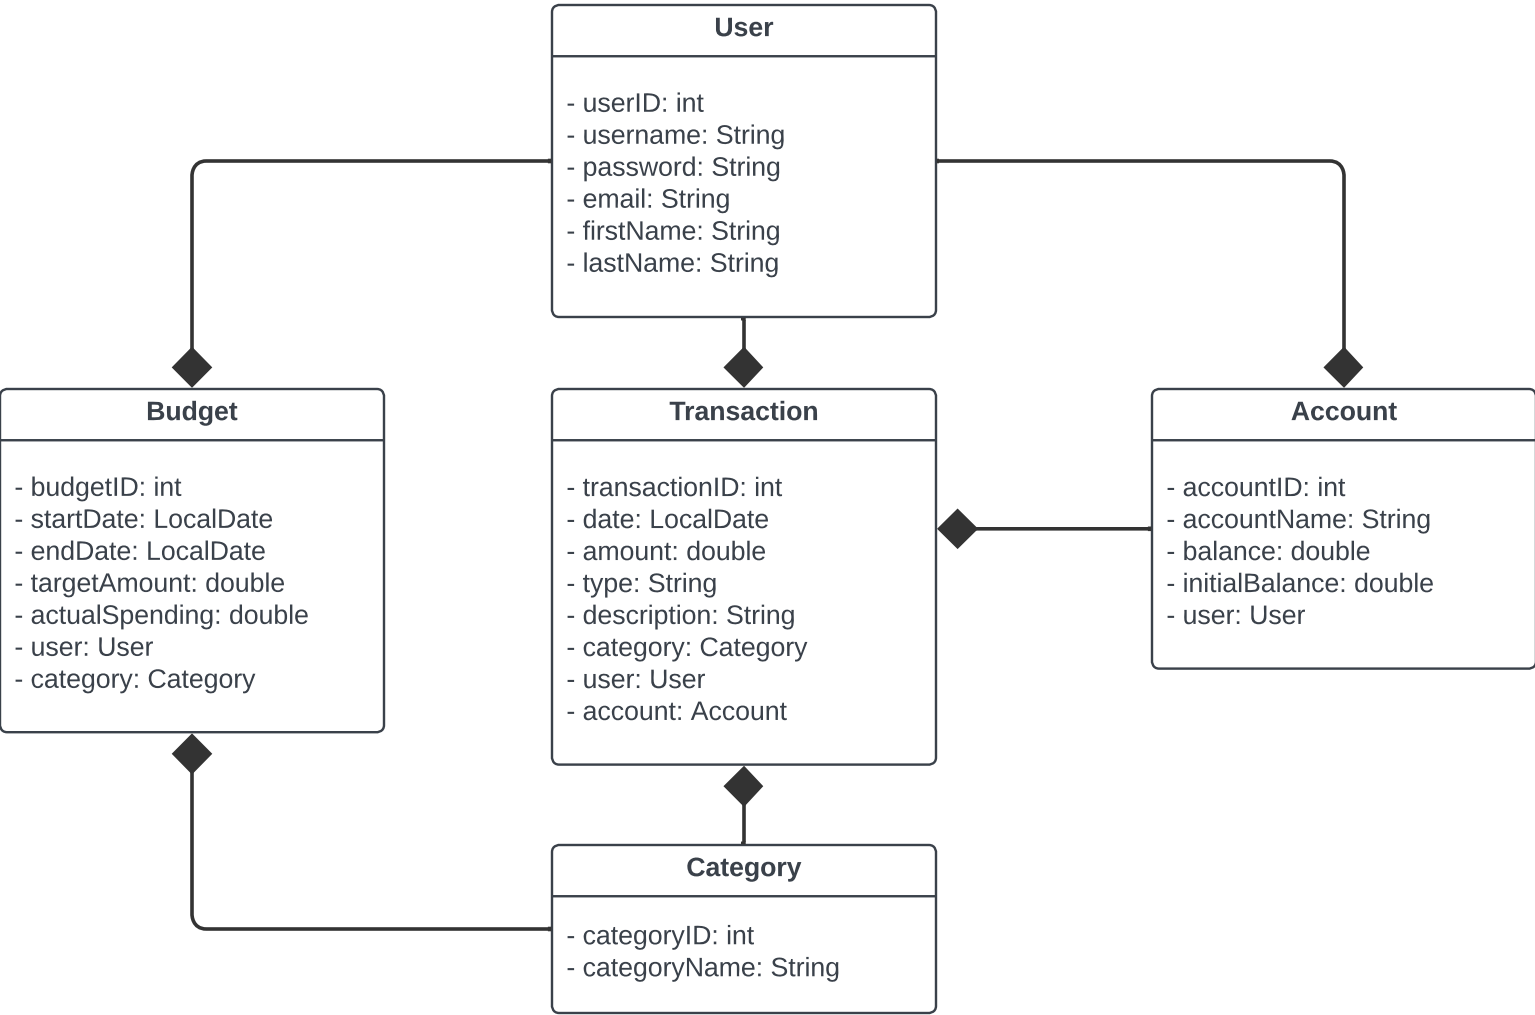 User
- userID: int
- username: String
- password: String
- email: String
- firstName: String
- lastName: String
Budget
- budgetID: int
- startDate: LocalDate
- endDate: LocalDate
- targetAmount: double
- actualSpending: double
- user: User
- category: Category
Transaction
- transactionID: int
- date: LocalDate
- amount: double
- type: String
- description: String
- category: Category
- user: User
- account: Account
Account
- accountID: int
- accountName: String
- balance: double
- initialBalance: double
- user: User
Category
- categoryID: int
- categoryName: String